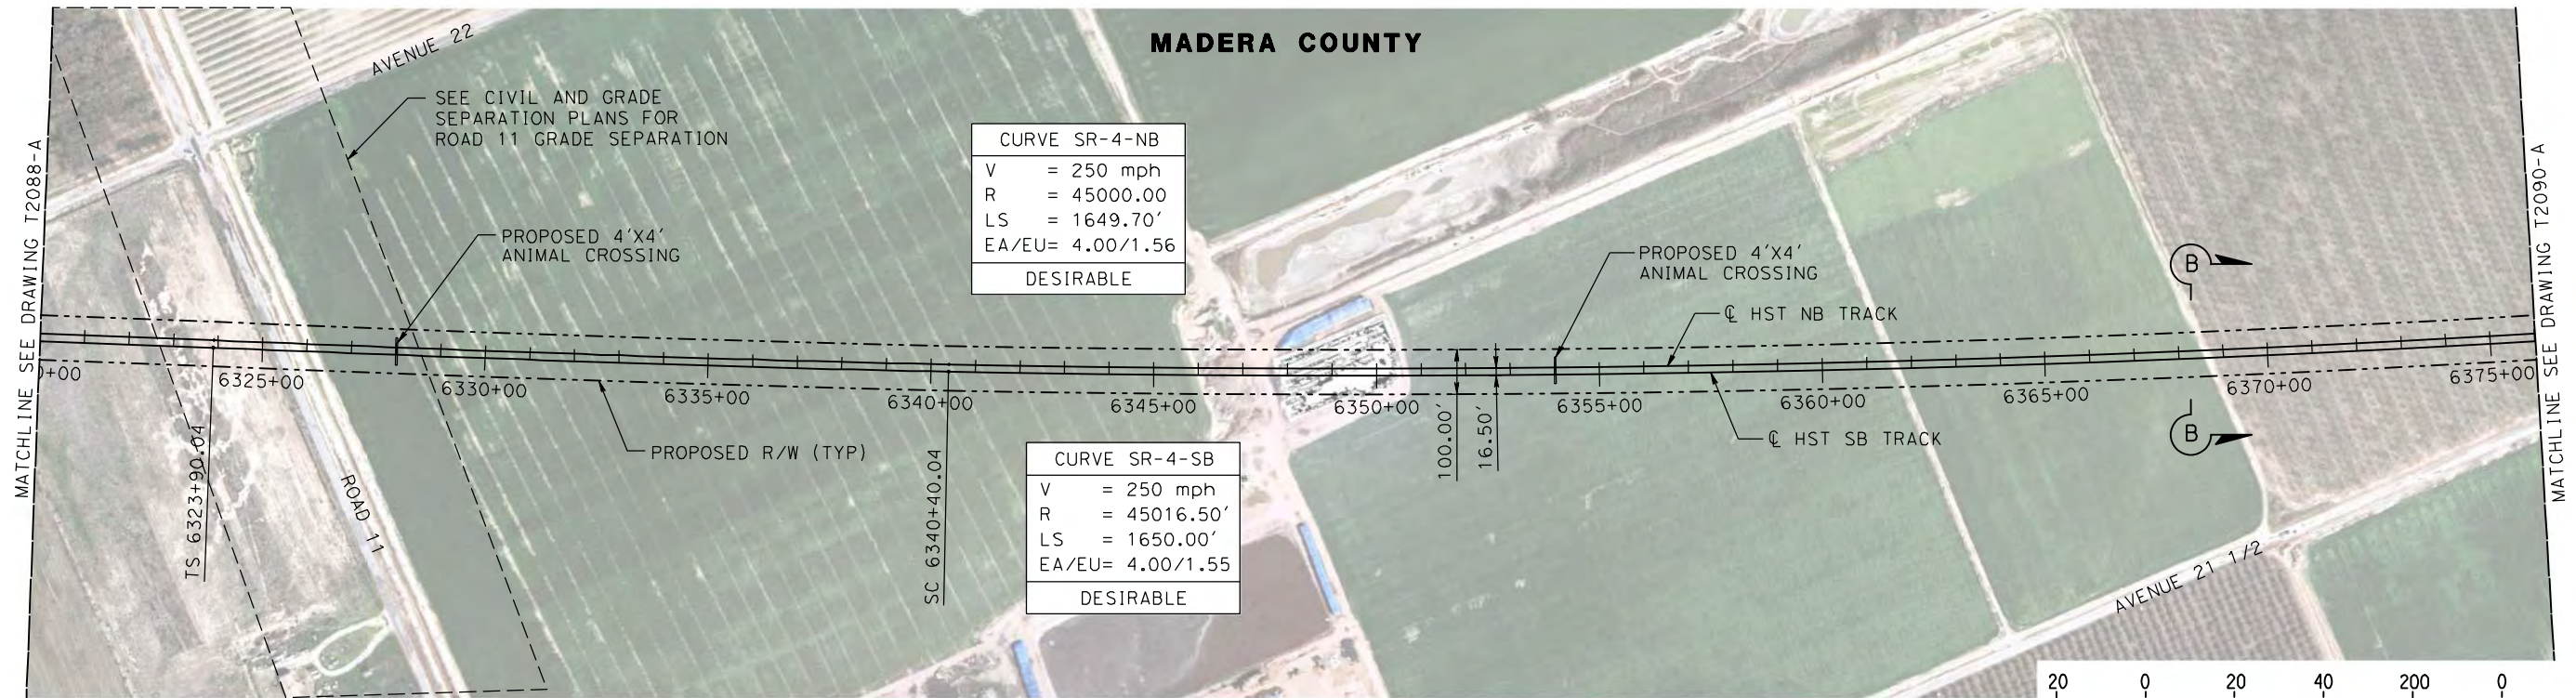 MADERA COUNTY
AVENUE 22
SEE CIVIL AND GRADE
SEPARATION PLANS FOR
ROAD 11 GRADE SEPARATION
MATCHLINE SEE DRAWING T2088-A
PROPOSED 4'X4'
ANIMAL CROSSING
CURVE SR-4-NB
V = 250 mph
R = 45000.00
LS = 1649.70'
EA/EU= 4.00/1.56
DESIRABLE
PROPOSED 4'X4'
ANIMAL CROSSING
℄ HST NB TRACK
B
MATCHLINE SEE DRAWING T2090-A
+00
6325+00
6330+00
6335+00
6340+00
6345+00
6350+00
6355+00
6360+00
6365+00
6370+00
6375+00
TS 6323+90.04
ROAD 11
PROPOSED R/W (TYP)
SC 6340+40.04
CURVE SR-4-SB
V = 250 mph
R = 45016.50'
LS = 1650.00'
EA/EU= 4.00/1.55
DESIRABLE
100.00'
16.50'
℄ HST SB TRACK
B
AVENUE 21 1/2
20 0 20 40 200 0